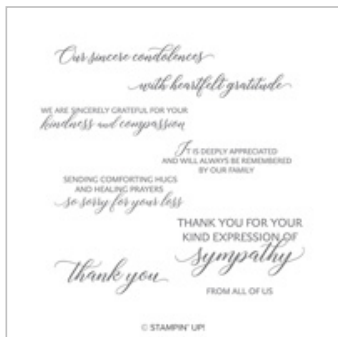 Our sincere condolences
with heartfelt gratitude
WE ARE SINCERELY GRATEFUL FOR YOUR
kindness and compassion
IT IS DEEPLY APPRECIATED
AND WILL ALWAYS BE REMEMBERED
BY OUR FAMILY
SENDING COMFORTING HUGS
AND HEALING PRAYERS
so sorry for your loss
THANK YOU FOR YOUR
KIND EXPRESSION OF
sympathy
thank you
FROM ALL OF US
© STAMPIN' UP!